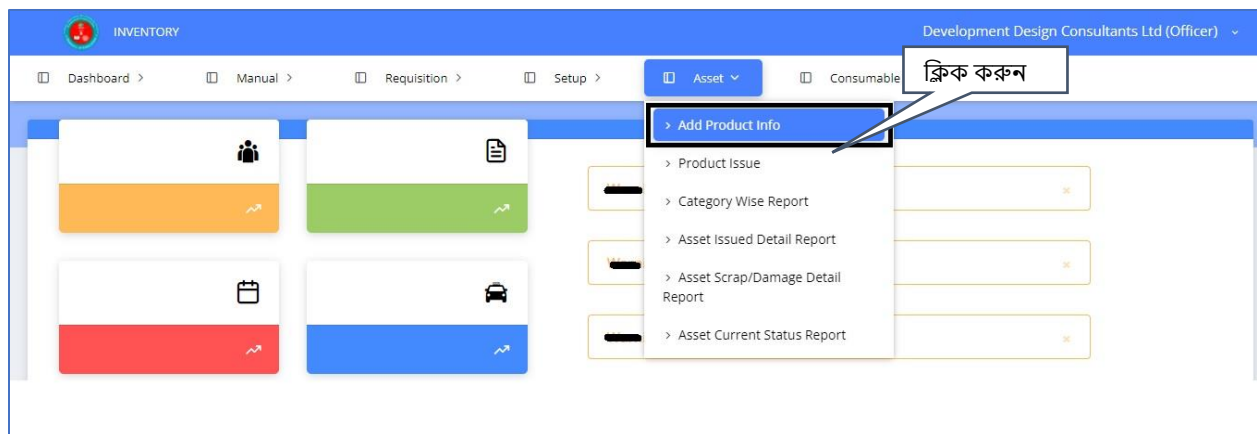 INVENTORY
Development Design Consultants Ltd (Officer)
Dashboard >
Manual >
Requisition >
Setup >
Asset
Consumable
ক্লিক করুন
> Add Product Info
> Product Issue
> Category Wise Report
> Asset Issued Detail Report
> Asset Scrap/Damage Detail
Report
> Asset Current Status Report